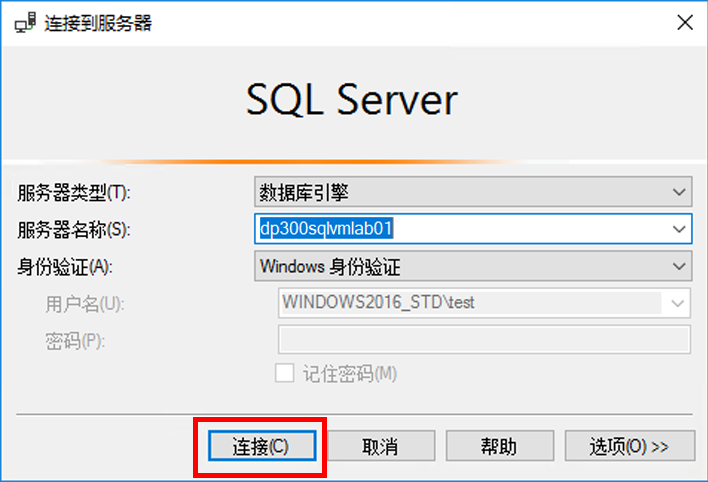 连接到服务器
SQL Server
服务器类型(T): 数据库引擎
服务器名称(S): dp300sqlvmlab01
身份验证(A): Windows 身份验证
用户名(U): WINDOWS2016_STD\test
密码(P):
记住密码(M)
连接(C) 取消 帮助 选项(O) >>